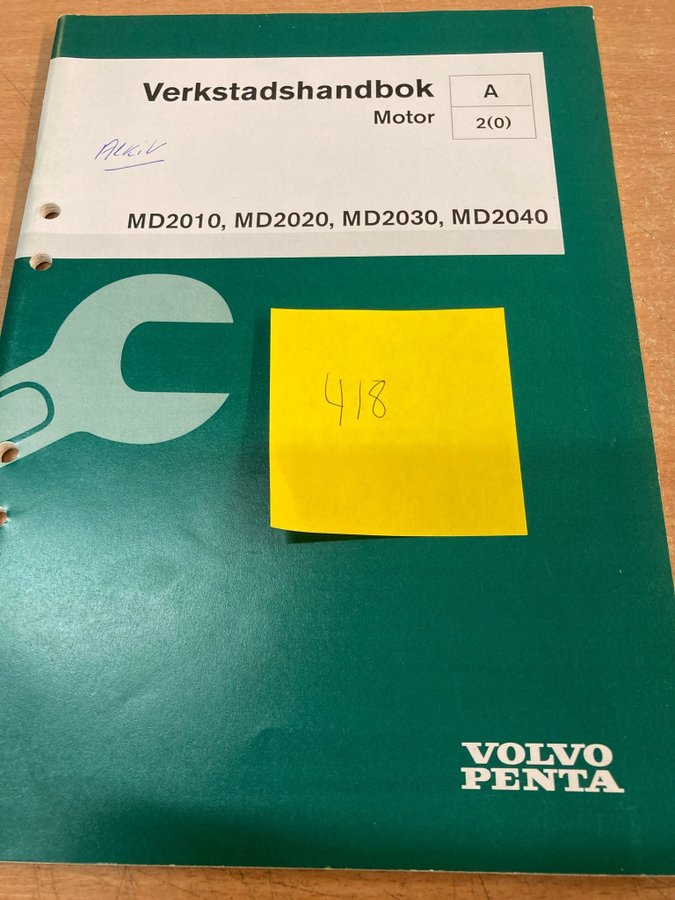 Verkstadshandbok
Motor
A
2(0)
Arkiv
MD2010, MD2020, MD2030, MD2040
418
VOLVO
PENTA